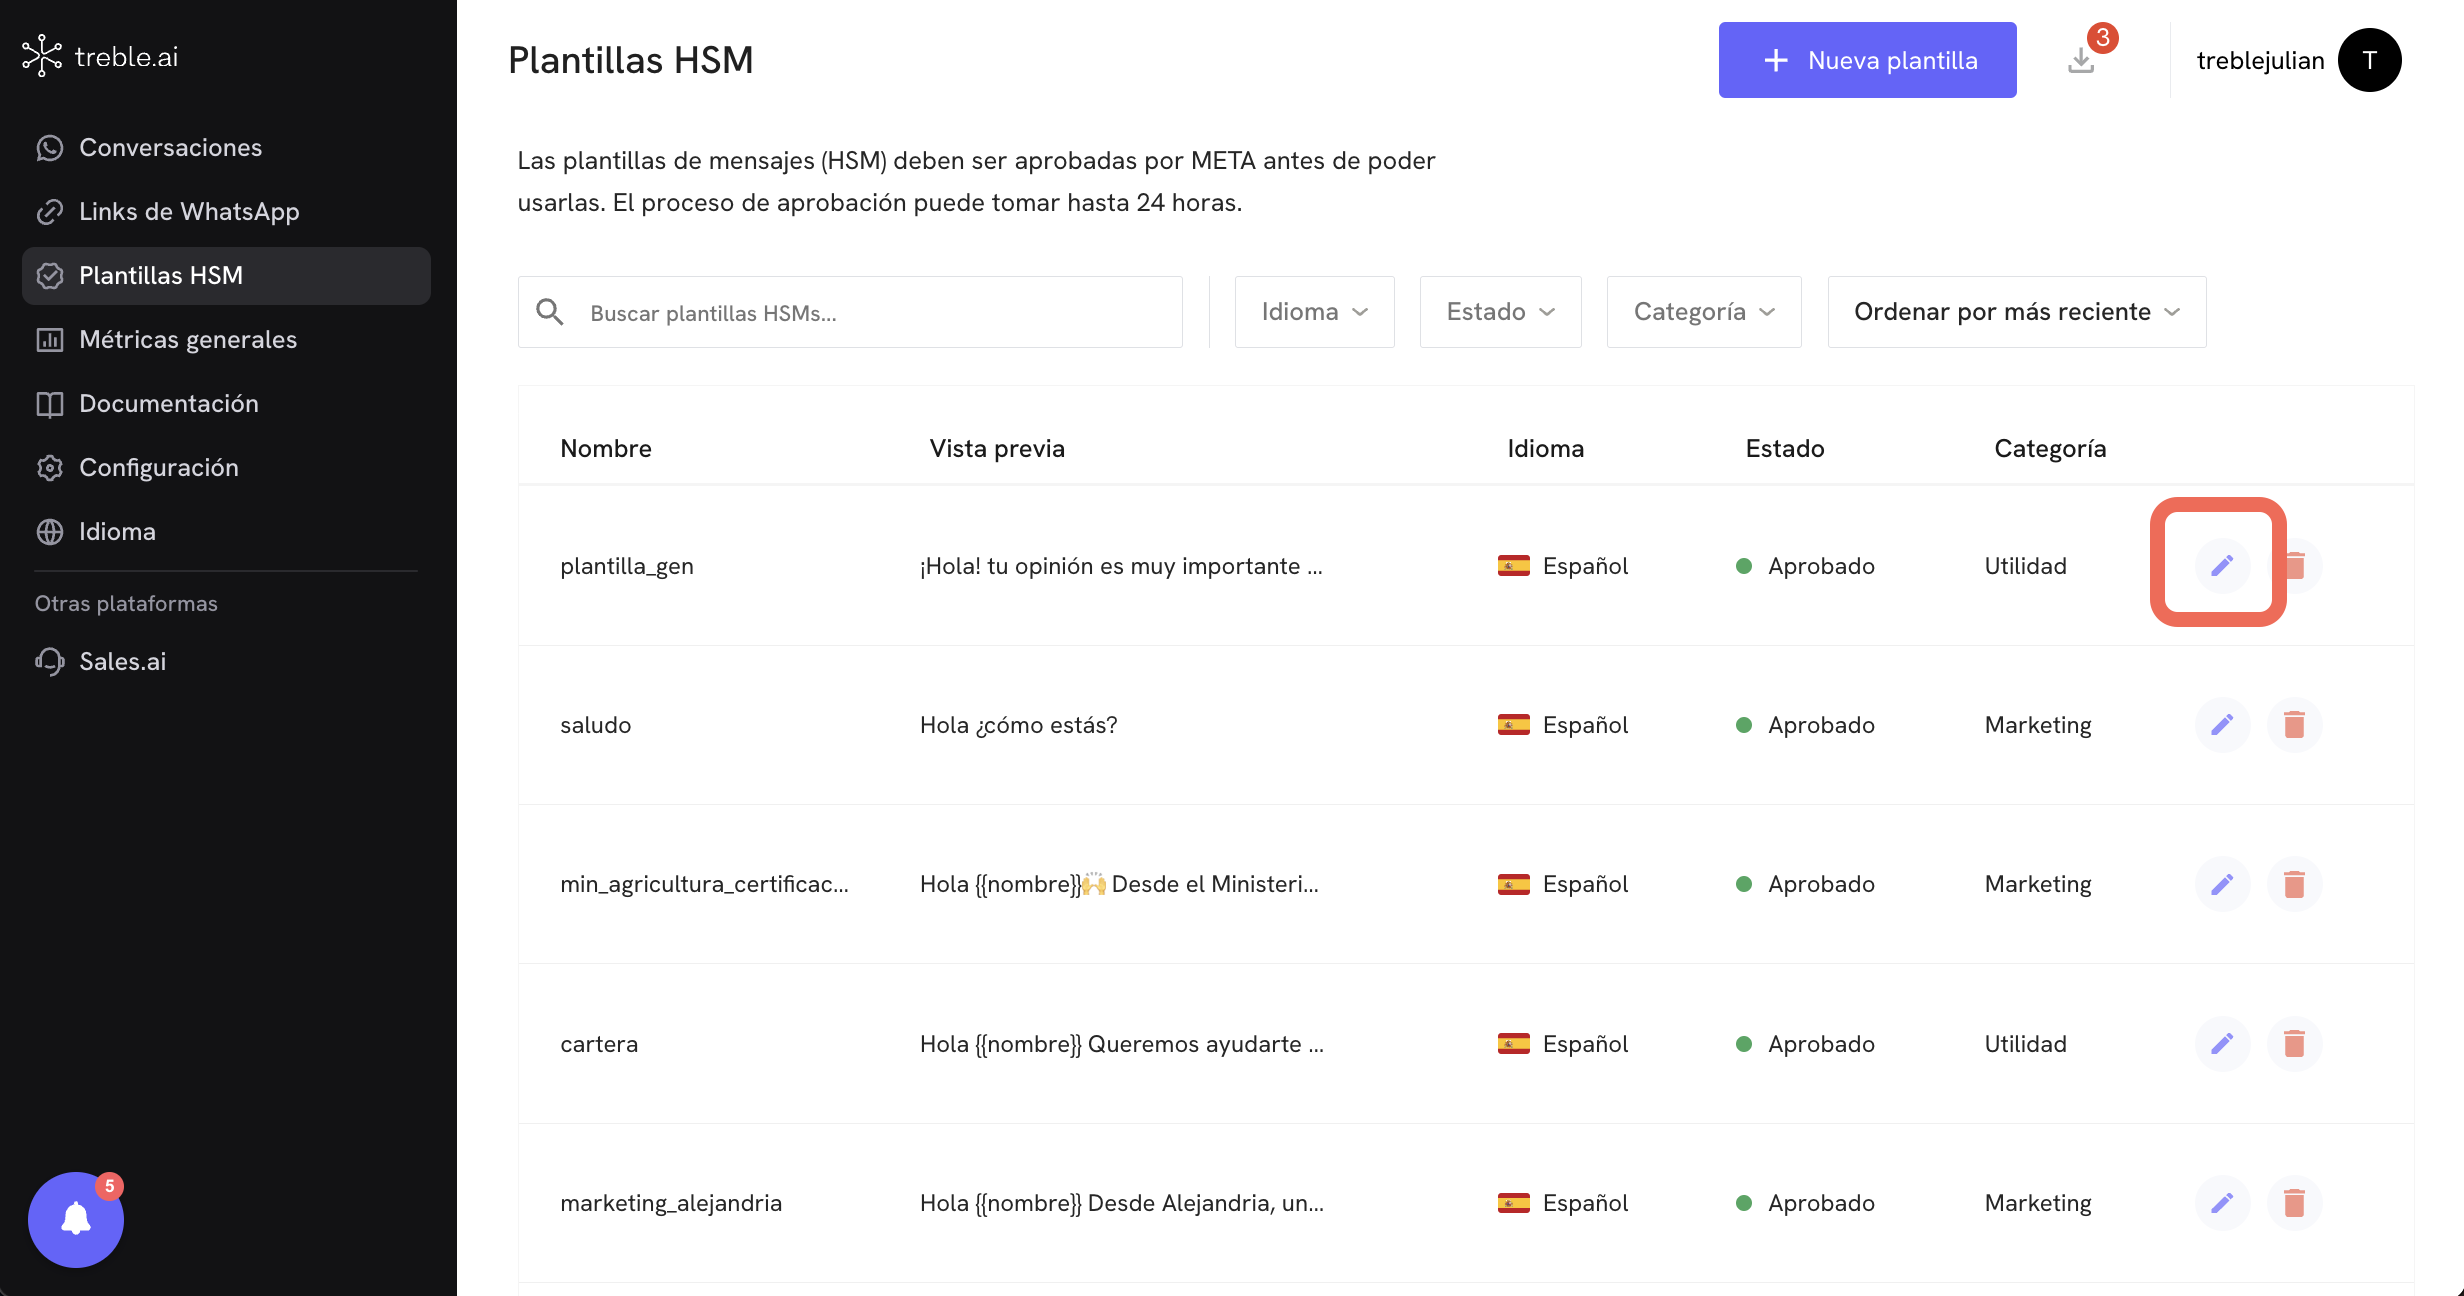 treble.ai
Conversaciones
Links de WhatsApp
Plantillas HSM
Métricas generales
Documentación
Configuración
Idioma
Otras plataformas
Sales.ai
5
Plantillas HSM
Nueva plantilla
3
treblejulian
T
Las plantillas de mensajes (HSM) deben ser aprobadas por META antes de poder
usarlas. El proceso de aprobación puede tomar hasta 24 horas.
Buscar plantillas HSMs...
Idioma
Estado
Categoría
Ordenar por más reciente
Nombre Vista previa Idioma Estado Categoría
plantilla_gen ¡Hola! tu opinión es muy importante ... Español Aprobado Utilidad
saludo Hola ¿cómo estás? Español Aprobado Marketing
min_agricultura_certificac... Hola {{nombre}}🙌 Desde el Ministeri... Español Aprobado Marketing
cartera Hola {{nombre}} Queremos ayudarte ... Español Aprobado Utilidad
marketing_alejandria Hola {{nombre}} Desde Alejandria, un... Español Aprobado Marketing